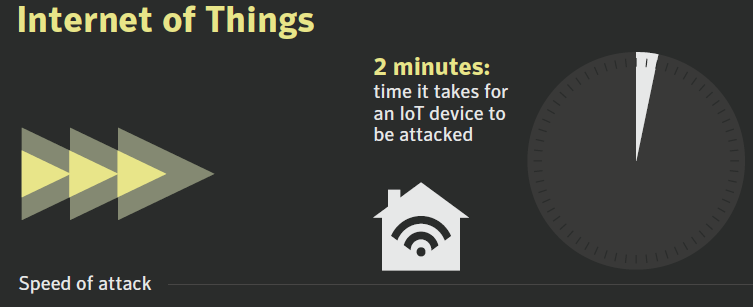 Internet of Things
2 minutes:
time it takes for
an IoT device to
be attacked
Speed of attack